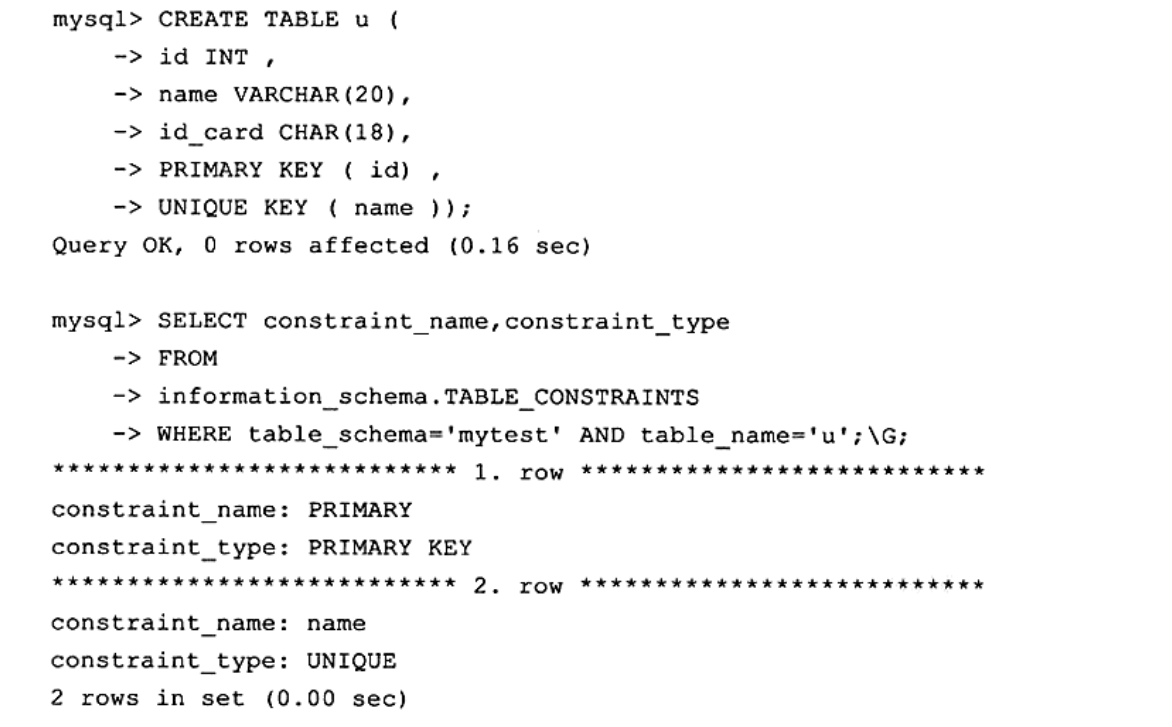 mysql> CREATE TABLE u (
    -> id INT ,
    -> name VARCHAR(20),
    -> id_card CHAR(18),
    -> PRIMARY KEY ( id) ,
    -> UNIQUE KEY ( name ));
Query OK, 0 rows affected (0.16 sec)

mysql> SELECT constraint_name,constraint_type
    -> FROM
    -> information_schema.TABLE_CONSTRAINTS
    -> WHERE table_schema='mytest' AND table_name='u';\G;
*************************** 1. row ***************************
constraint_name: PRIMARY
constraint_type: PRIMARY KEY
*************************** 2. row ***************************
constraint_name: name
constraint_type: UNIQUE
2 rows in set (0.00 sec)